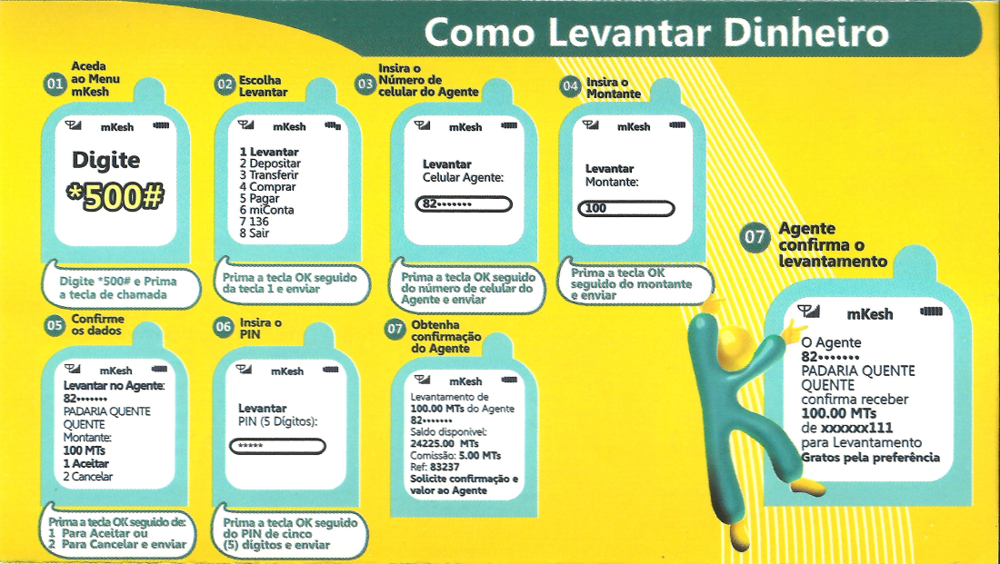 Como Levantar Dinheiro
01
Aceda
ao Menu
mKesh
mKesh
Digite
*500#
Digite *500# e Prima
a tecla de chamada
02
Escolha
Levantar
mKesh
1 Levantar
2 Depositar
3 Transferir
4 Comprar
5 Pagar
6 miConta
7 136
8 Sair
Prima a tecla OK seguido
da tecla 1 e enviar
03
Insira o
Número de
celular do Agente
mKesh
Levantar
Celular Agente:
82•••••••
Prima a tecla OK seguido
do número de celular do
Agente e enviar
04
Insira o
Montante
mKesh
Levantar
Montante:
100
Prima a tecla OK
seguido do montante
e enviar
05
Confirme
os dados
mKesh
Levantar no Agente:
82•••••••
PADARIA QUENTE
QUENTE
Montante:
100 MTs
1 Aceitar
2 Cancelar
Prima a tecla OK seguido de:
1 Para Aceitar ou
2 Para Cancelar e enviar
06
Insira o
PIN
mKesh
Levantar
PIN (5 Dígitos):
*****
Prima a tecla OK seguido
do PIN de cinco
(5) dígitos e enviar
07
Obtenha
confirmação
do Agente
mKesh
Levantamento de
100.00 MTs do Agente
82•••••••
Saldo disponivel:
24225.00 MTs
Comissão: 5.00 MTs
Ref: 83237
Solicite confirmação e
valor ao Agente
07
Agente
confirma o
levantamento
mKesh
O Agente
82•••••••
PADARIA QUENTE
QUENTE
confirma receber
100.00 MTs
de xxxxxx111
para Levantamento
Gratos pela preferência